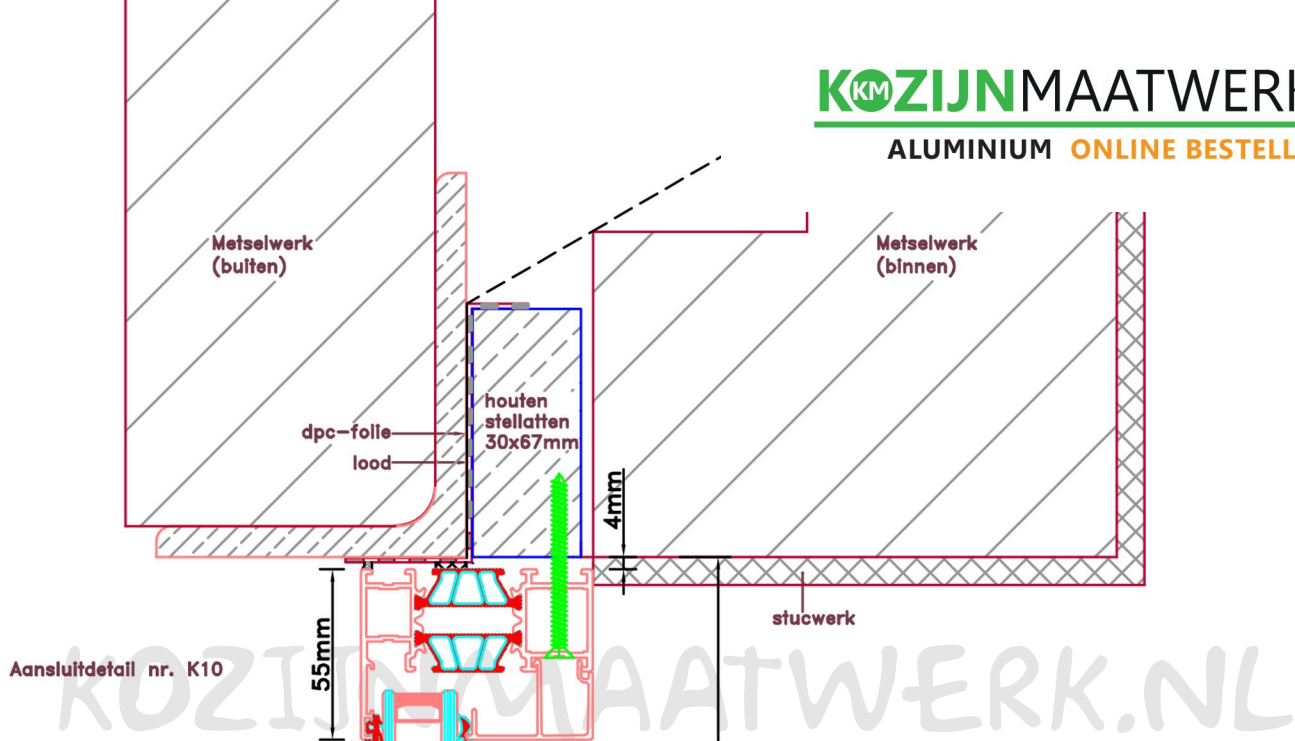 KOZIJNMAATWERK
ALUMINIUM ONLINE BESTELL
Metselwerk
(buiten)
Metselwerk
(binnen)
houten
stellatten
30x67mm
dpc-folie
lood
4mm
stucwerk
55mm
Aansluitdetail nr. K10
KOZIJNMAATWERK.NL